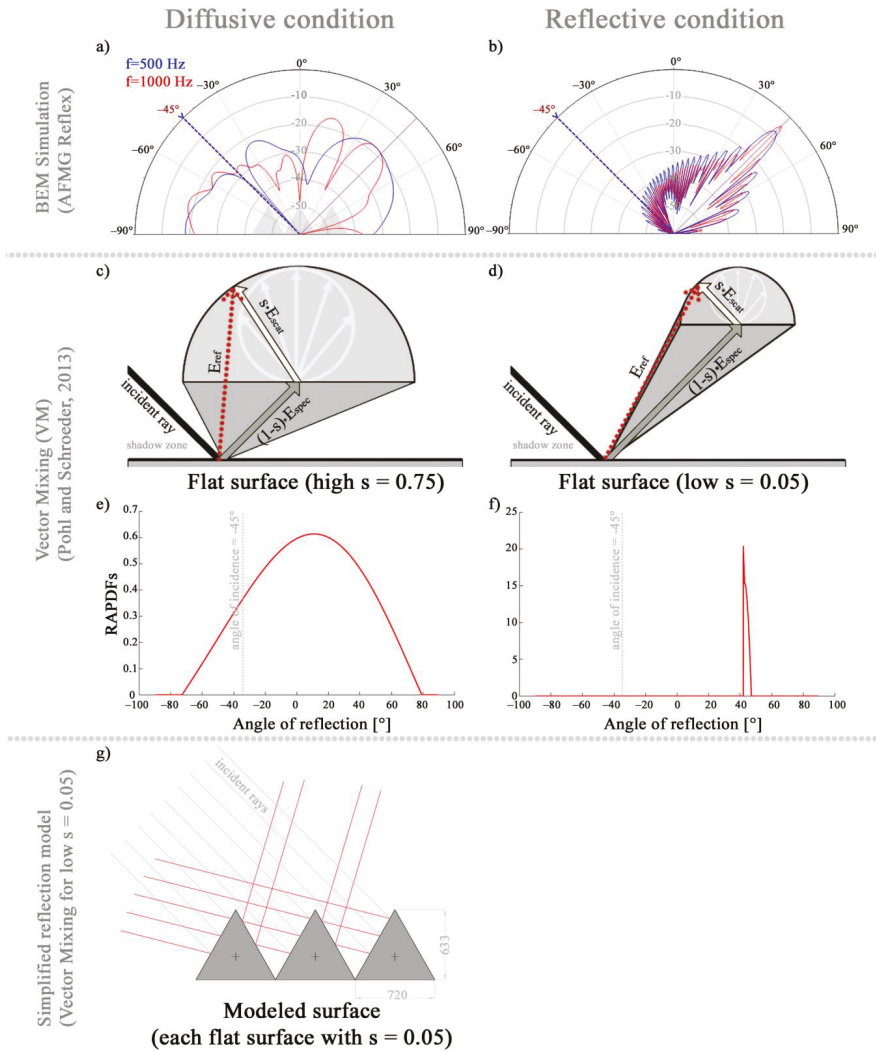 Diffusive condition
Reflective condition
BEM Simulation
(AFMG Reflex)
a)
f=500 Hz
f=1000 Hz
0°
−30°
30°
−45°
−60°
60°
−90°
90°
−10
−20
−30
−40
−50
b)
0°
−30°
30°
−45°
−60°
60°
−90°
90°
−10
−20
−30
−40
−50
Vector Mixing (VM)
(Pohl and Schroeder, 2013)
c)
s•Escat
Eref
(1-s)•Espec
incident ray
shadow zone
Flat surface (high s = 0.75)
d)
s•Escat
Eref
(1-s)•Espec
incident ray
shadow zone
Flat surface (low s = 0.05)
e)
RAPDFs
0.7
0.6
0.5
0.4
0.3
0.2
0.1
0
angle of incidence = -45°
−100 −80 −60 −40 −20 0 20 40 60 80 100
Angle of reflection [°]
f)
25
20
15
10
5
0
angle of incidence = -45°
−100 −80 −60 −40 −20 0 20 40 60 80 100
Angle of reflection [°]
Simplified reflection model
(Vector Mixing for low s = 0.05)
g)
incident rays
633
720
Modeled surface
(each flat surface with s = 0.05)